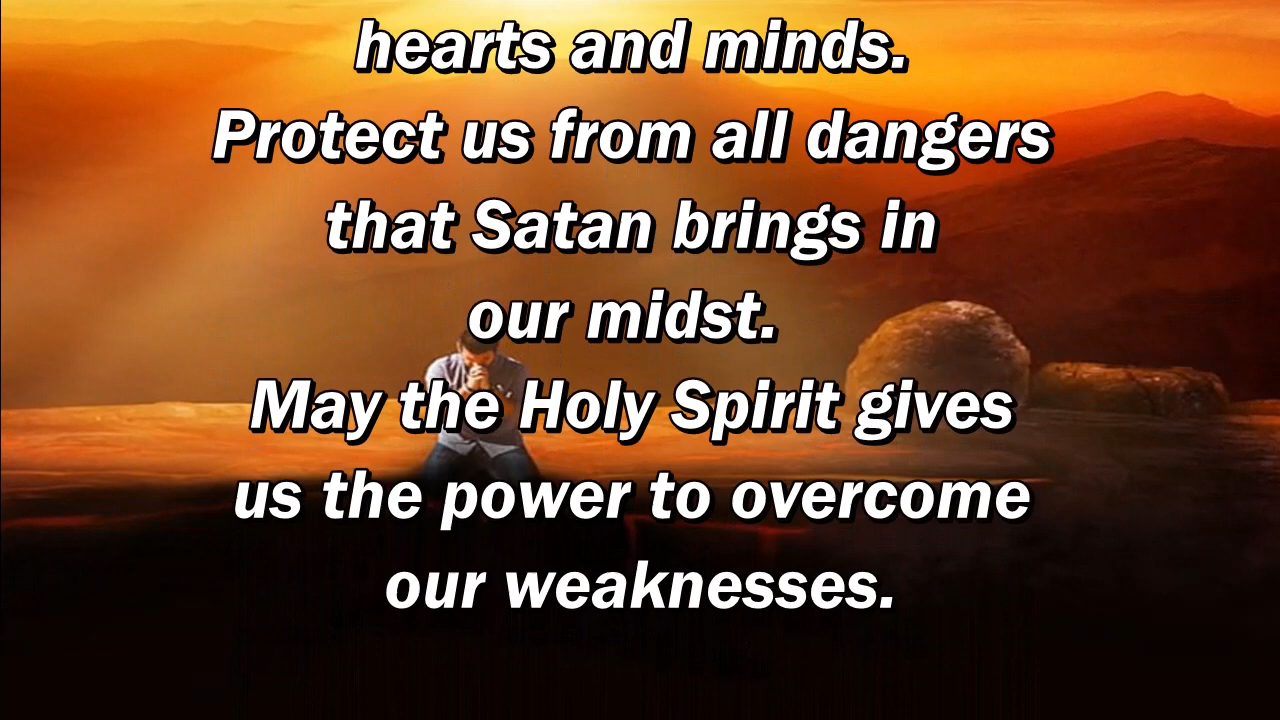 hearts and minds.
Protect us from all dangers
that Satan brings in
our midst.
May the Holy Spirit gives
us the power to overcome
our weaknesses.